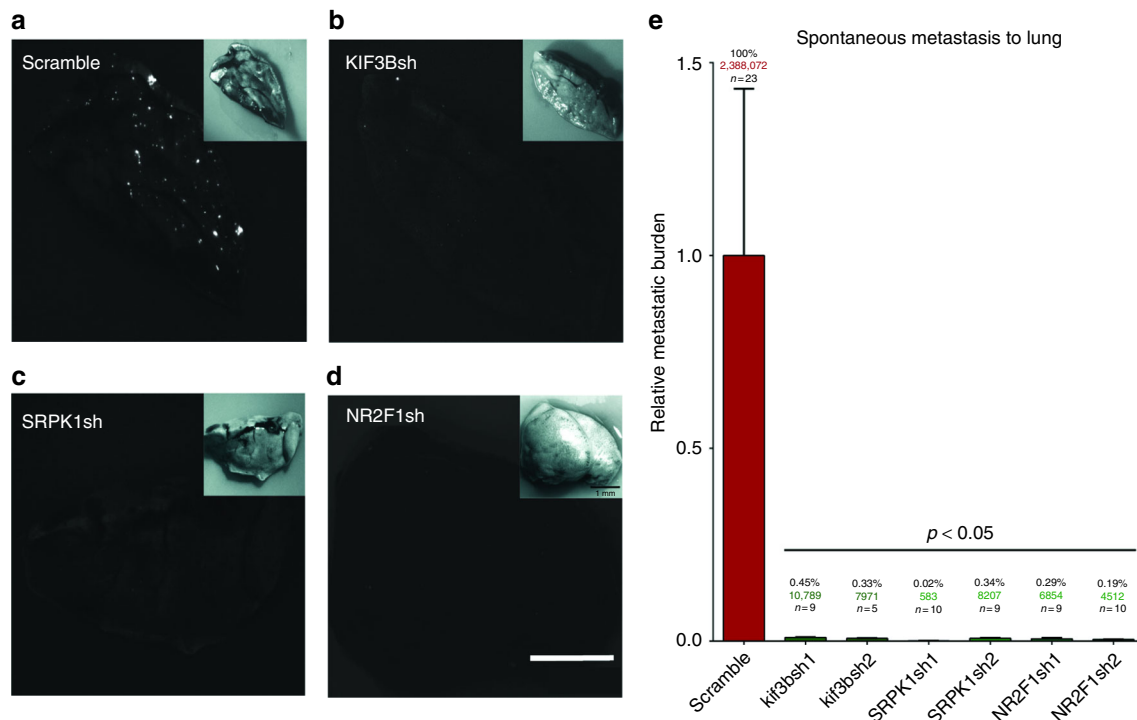 a
Scramble
b
KIF3Bsh
c
SRPK1sh
d
NR2F1sh
1 mm
e
Spontaneous metastasis to lung
Relative metastatic burden
1.5
1.0
0.5
0.0
100%
2,388,072
n=23
p < 0.05
0.45%
10,789
n=9
0.33%
7971
n=5
0.02%
583
n=10
0.34%
8207
n=9
0.29%
6854
n=9
0.19%
4512
n=10
Scramble
kif3bsh1
kif3bsh2
SRPK1sh1
SRPK1sh2
NR2F1sh1
NR2F1sh2